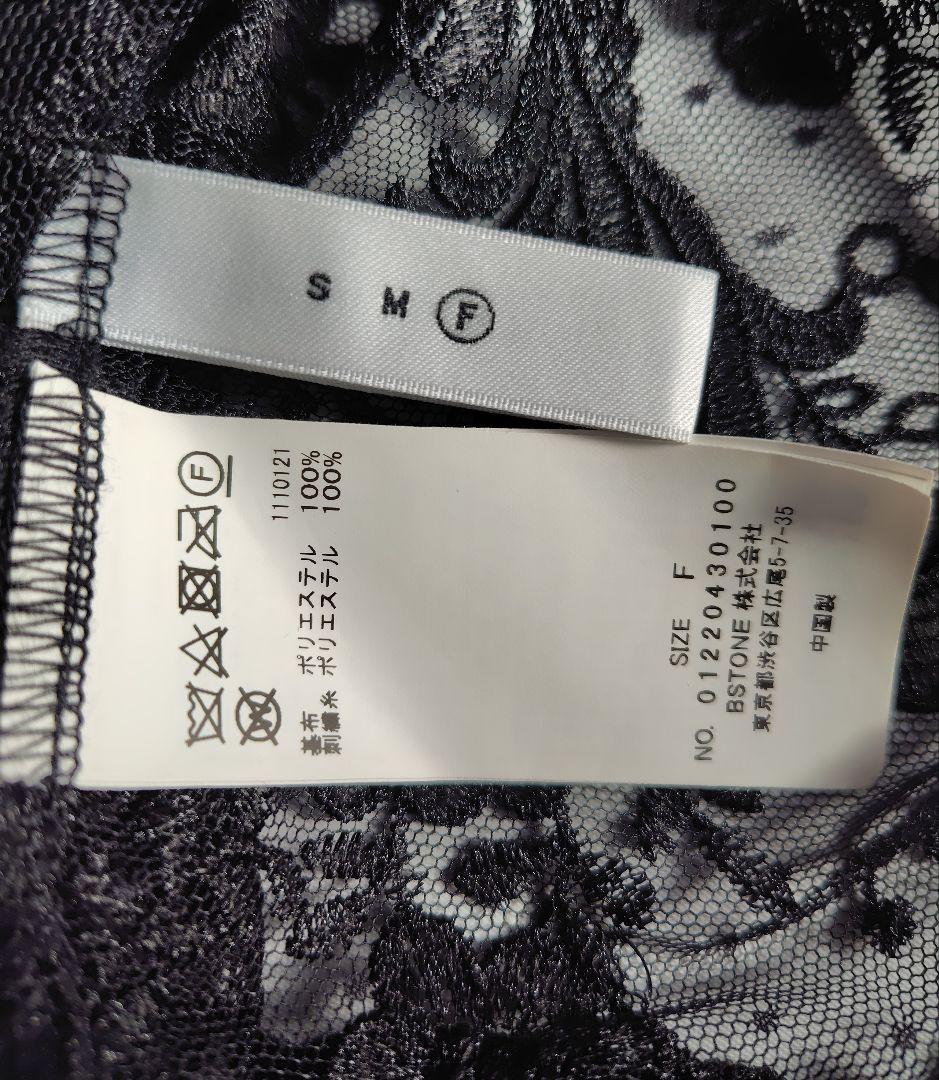 S M F
F
1110121
基布 ポリエステル 100%
刺繍糸 ポリエステル 100%
SIZE F
NO. 0122043010​0
BSTONE 株式会社
東京都渋谷区広尾5-7-35
中国製